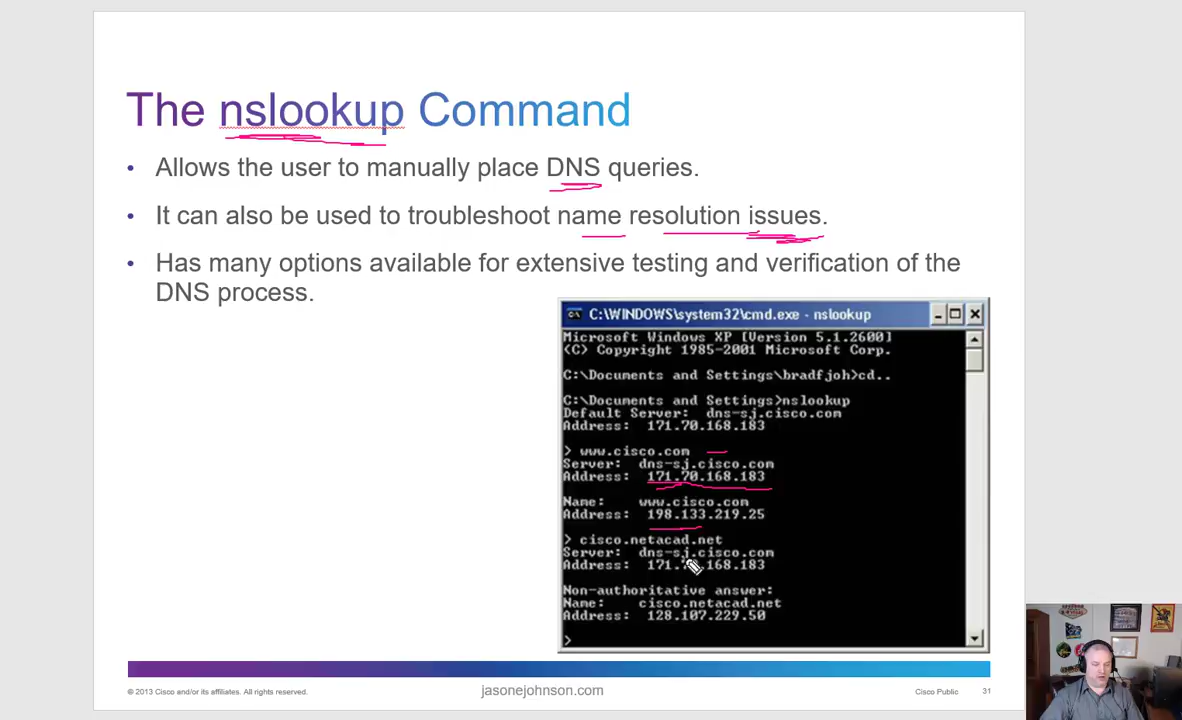 The nslookup Command
• Allows the user to manually place DNS queries.
• It can also be used to troubleshoot name resolution issues.
• Has many options available for extensive testing and verification of the
DNS process.
C:\WINDOWS\system32\cmd.exe - nslookup
Microsoft Windows XP [Version 5.1.2600]
(C) Copyright 1985-2001 Microsoft Corp.
C:\Documents and Settings\bradfjoh>cd..
C:\Documents and Settings>nslookup
Default Server: dns-sj.cisco.com
Address: 171.70.168.183
> www.cisco.com
Server: dns-sj.cisco.com
Address: 171.70.168.183
Name: www.cisco.com
Address: 198.133.219.25
> cisco.netacad.net
Server: dns-sj.cisco.com
Address: 171.70.168.183
Non-authoritative answer:
Name: cisco.netacad.net
Address: 128.107.229.50
>
© 2013 Cisco and/or its affiliates. All rights reserved.
jasonejohnson.com
Cisco Public
31